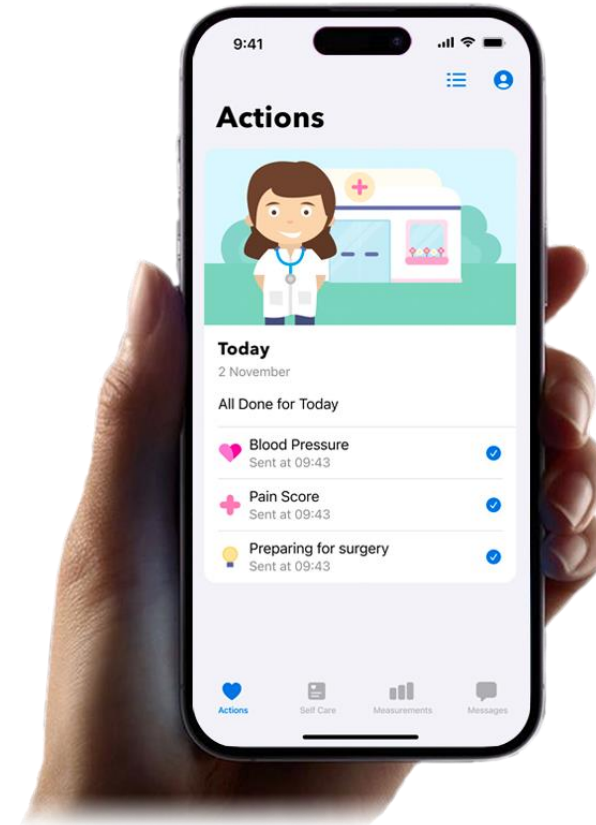 9:41
Actions
Today
2 November
All Done for Today
Blood Pressure
Sent at 09:43
Pain Score
Sent at 09:43
Preparing for surgery
Sent at 09:43
Actions
Self Care
Measurements
Messages